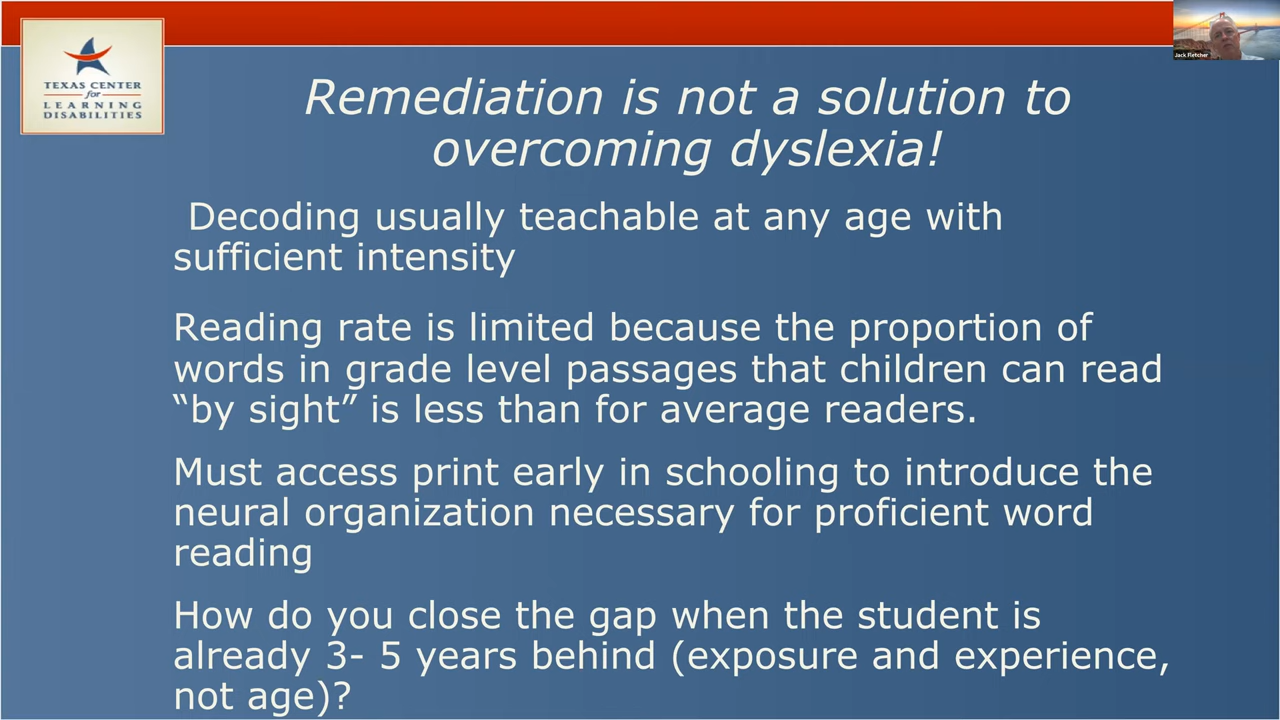 TEXAS CENTER
for
LEARNING
DISABILITIES
Jack Fletcher
Remediation is not a solution to
overcoming dyslexia!
Decoding usually teachable at any age with
sufficient intensity
Reading rate is limited because the proportion of
words in grade level passages that children can read
“by sight” is less than for average readers.
Must access print early in schooling to introduce the
neural organization necessary for proficient word
reading
How do you close the gap when the student is
already 3- 5 years behind (exposure and experience,
not age)?